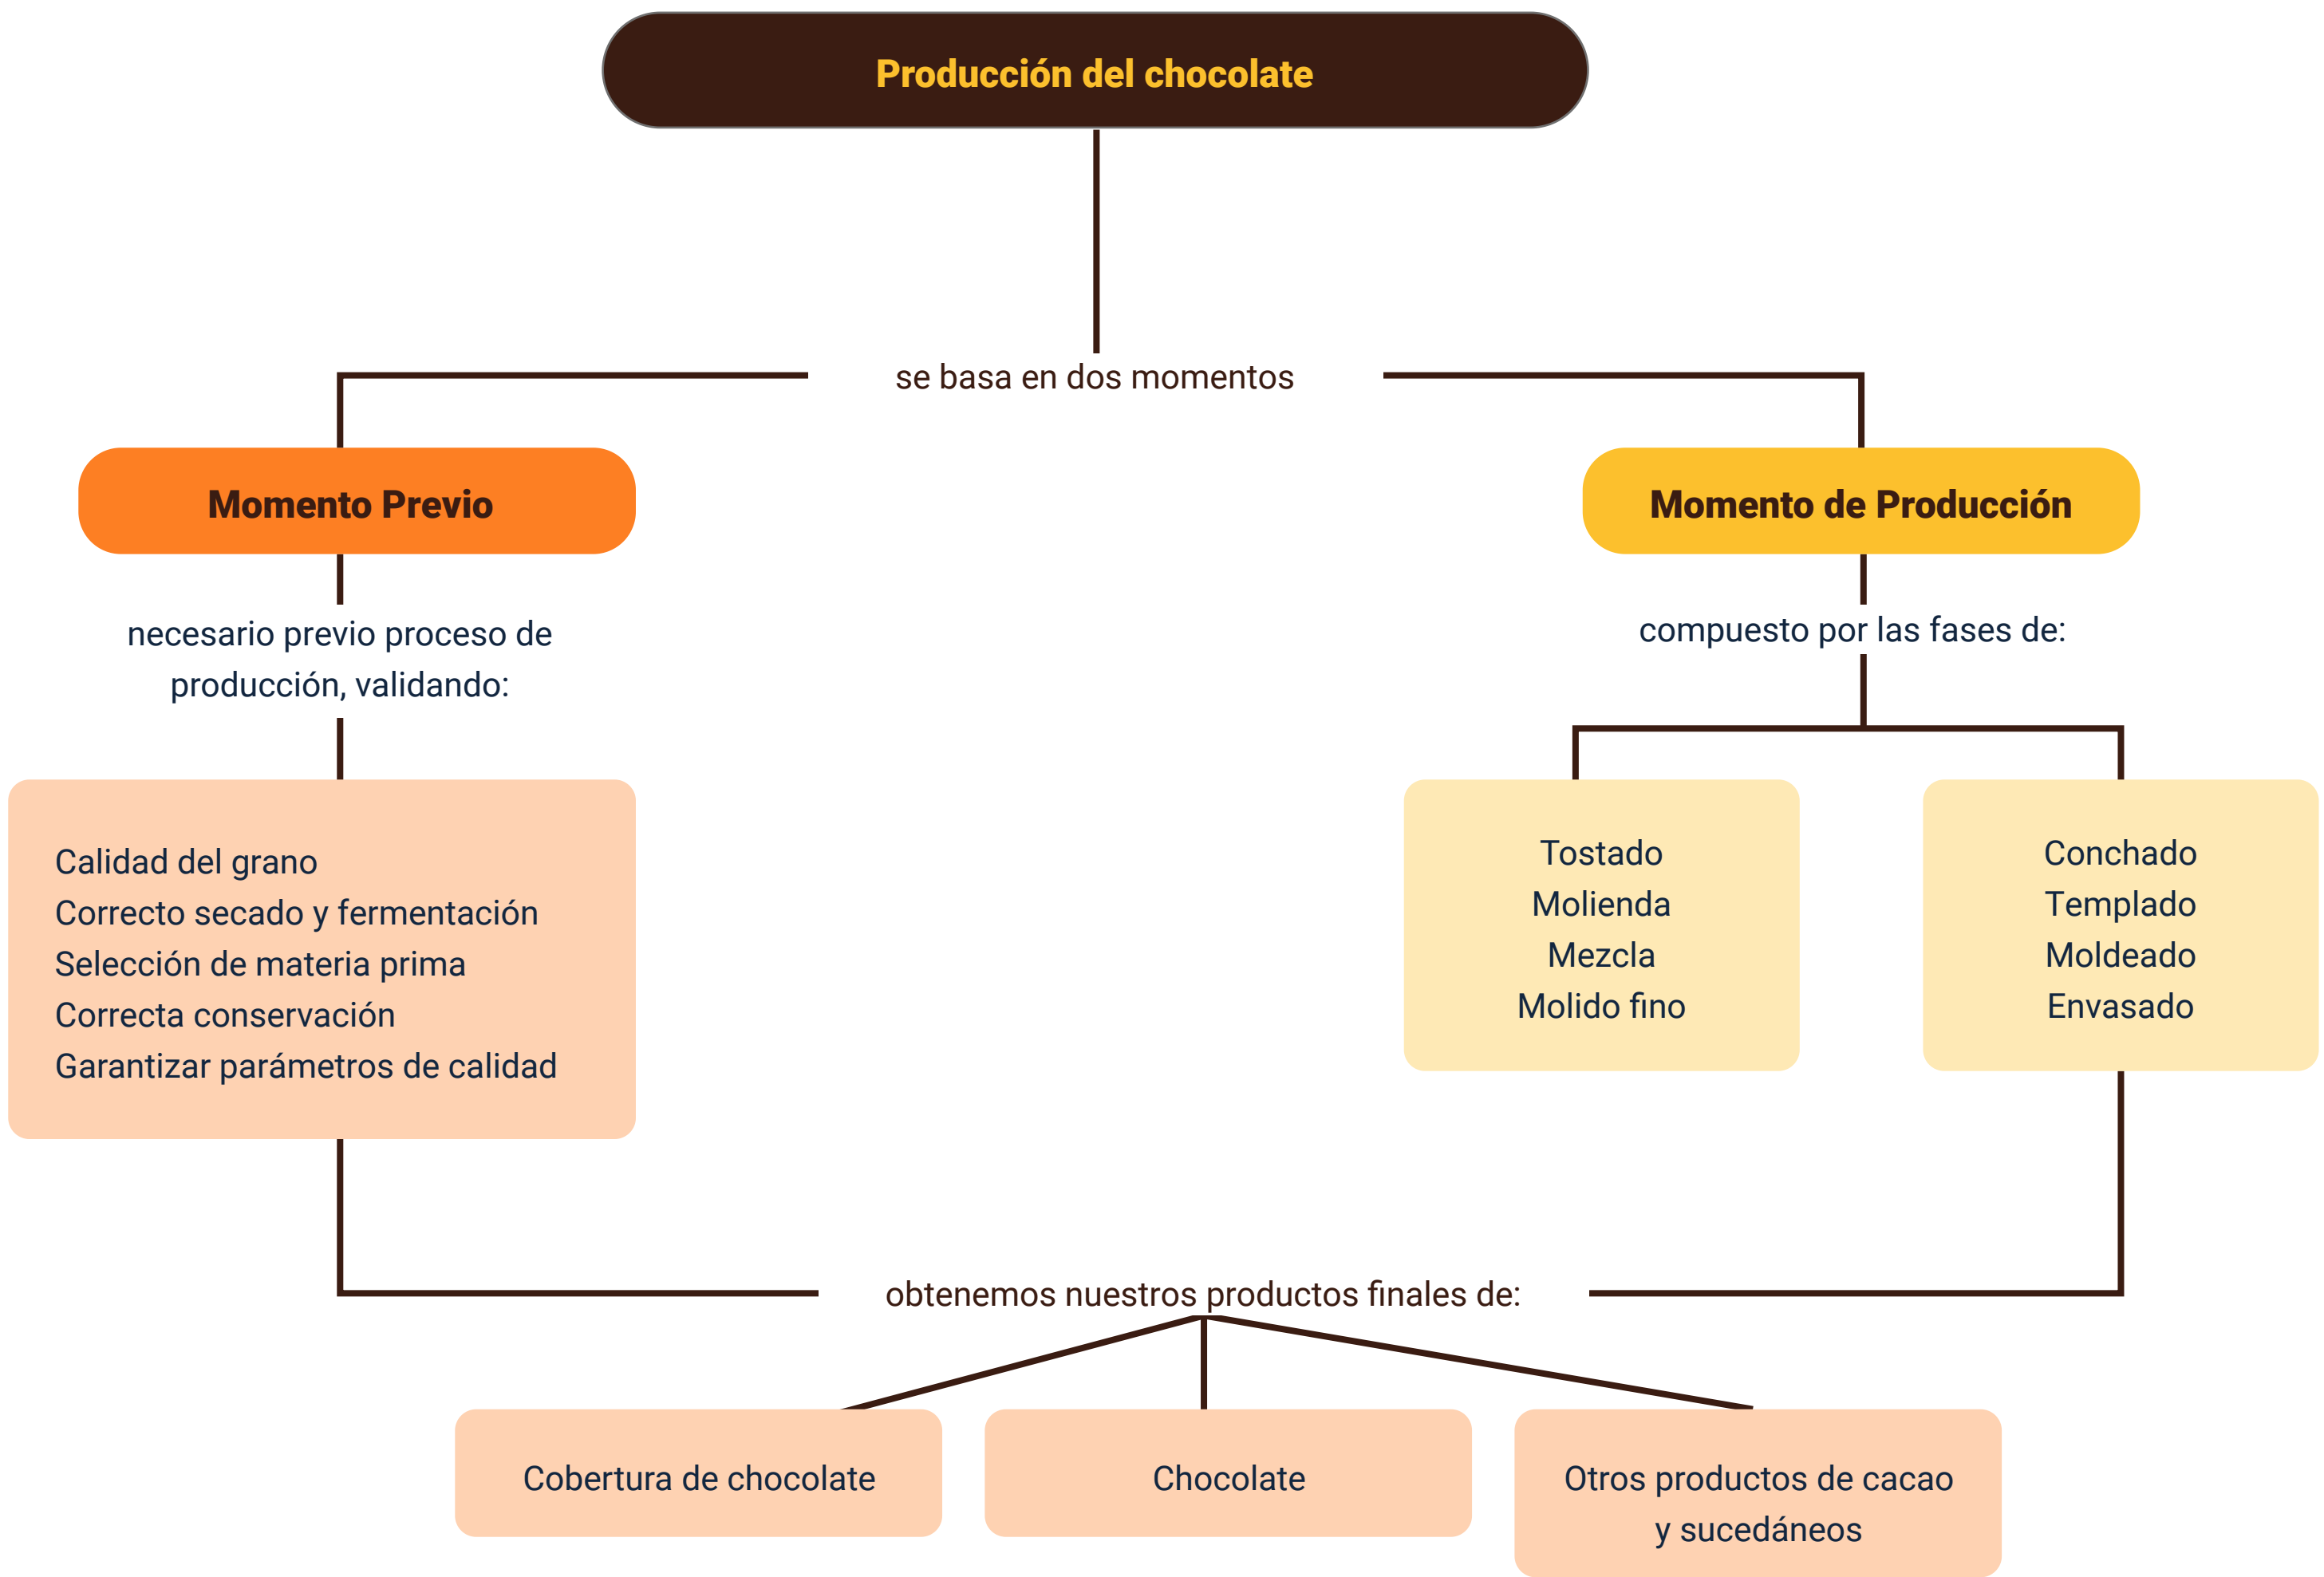 Producción del chocolate
se basa en dos momentos
Momento Previo
necesario previo proceso de
producción, validando:
Calidad del grano
Correcto secado y fermentación
Selección de materia prima
Correcta conservación
Garantizar parámetros de calidad
Momento de Producción
compuesto por las fases de:
Tostado
Molienda
Mezcla
Molido fino
Conchado
Templado
Moldeado
Envasado
obtenemos nuestros productos finales de:
Cobertura de chocolate
Chocolate
Otros productos de cacao
y sucedáneos